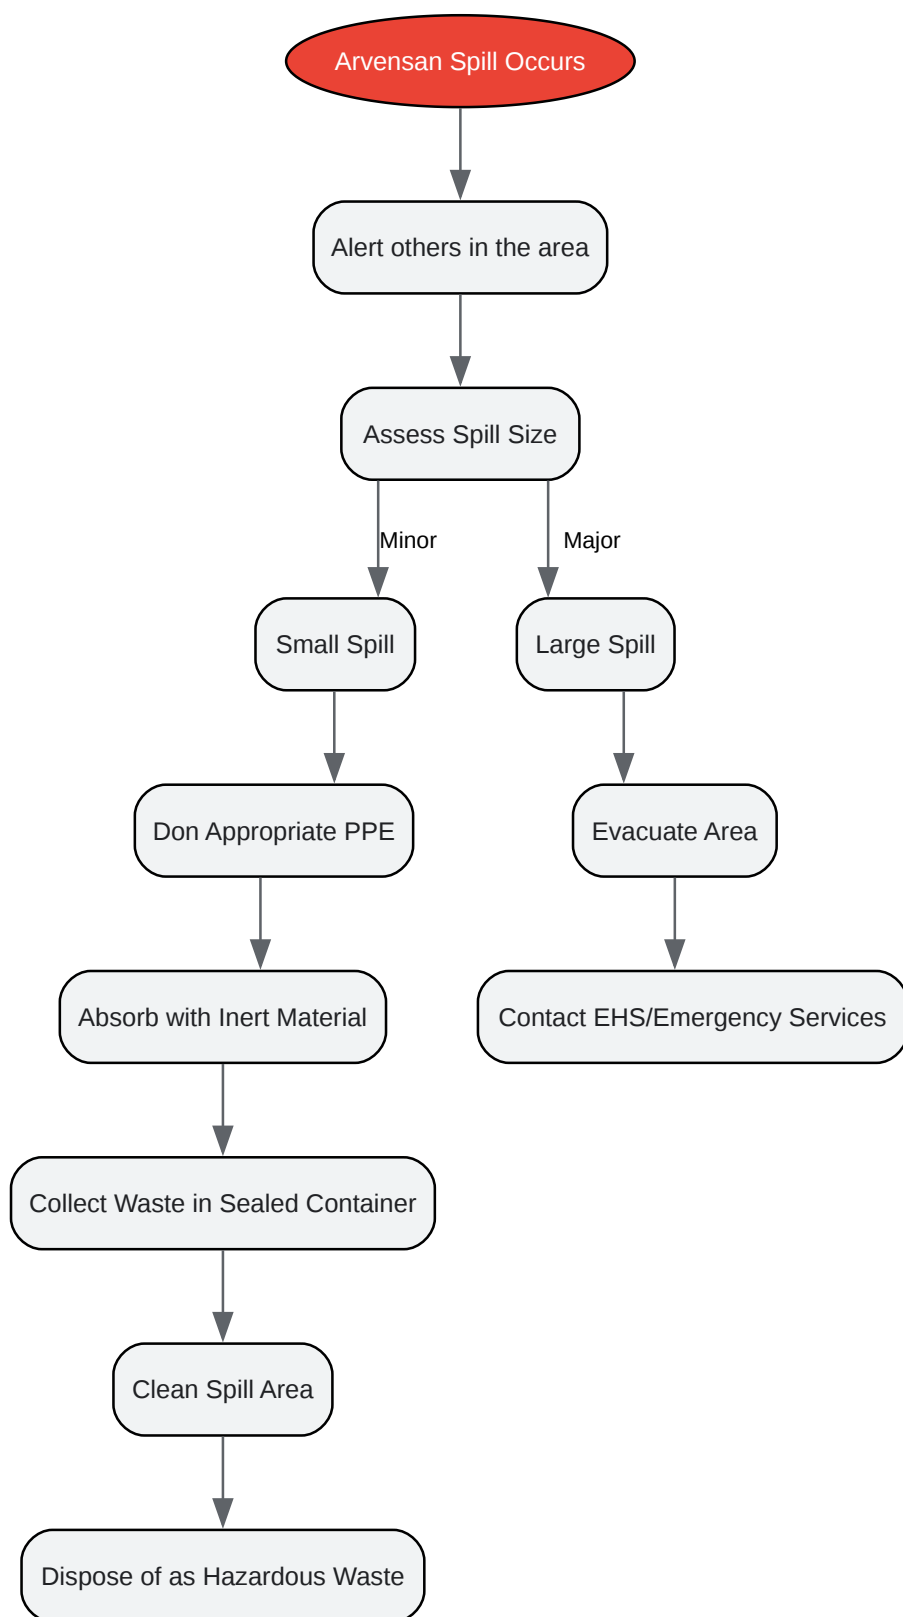 Arvensan Spill Occurs
Alert others in the area
Assess Spill Size
Minor
Major
Small Spill
Large Spill
Don Appropriate PPE
Evacuate Area
Absorb with Inert Material
Contact EHS/Emergency Services
Collect Waste in Sealed Container
Clean Spill Area
Dispose of as Hazardous Waste